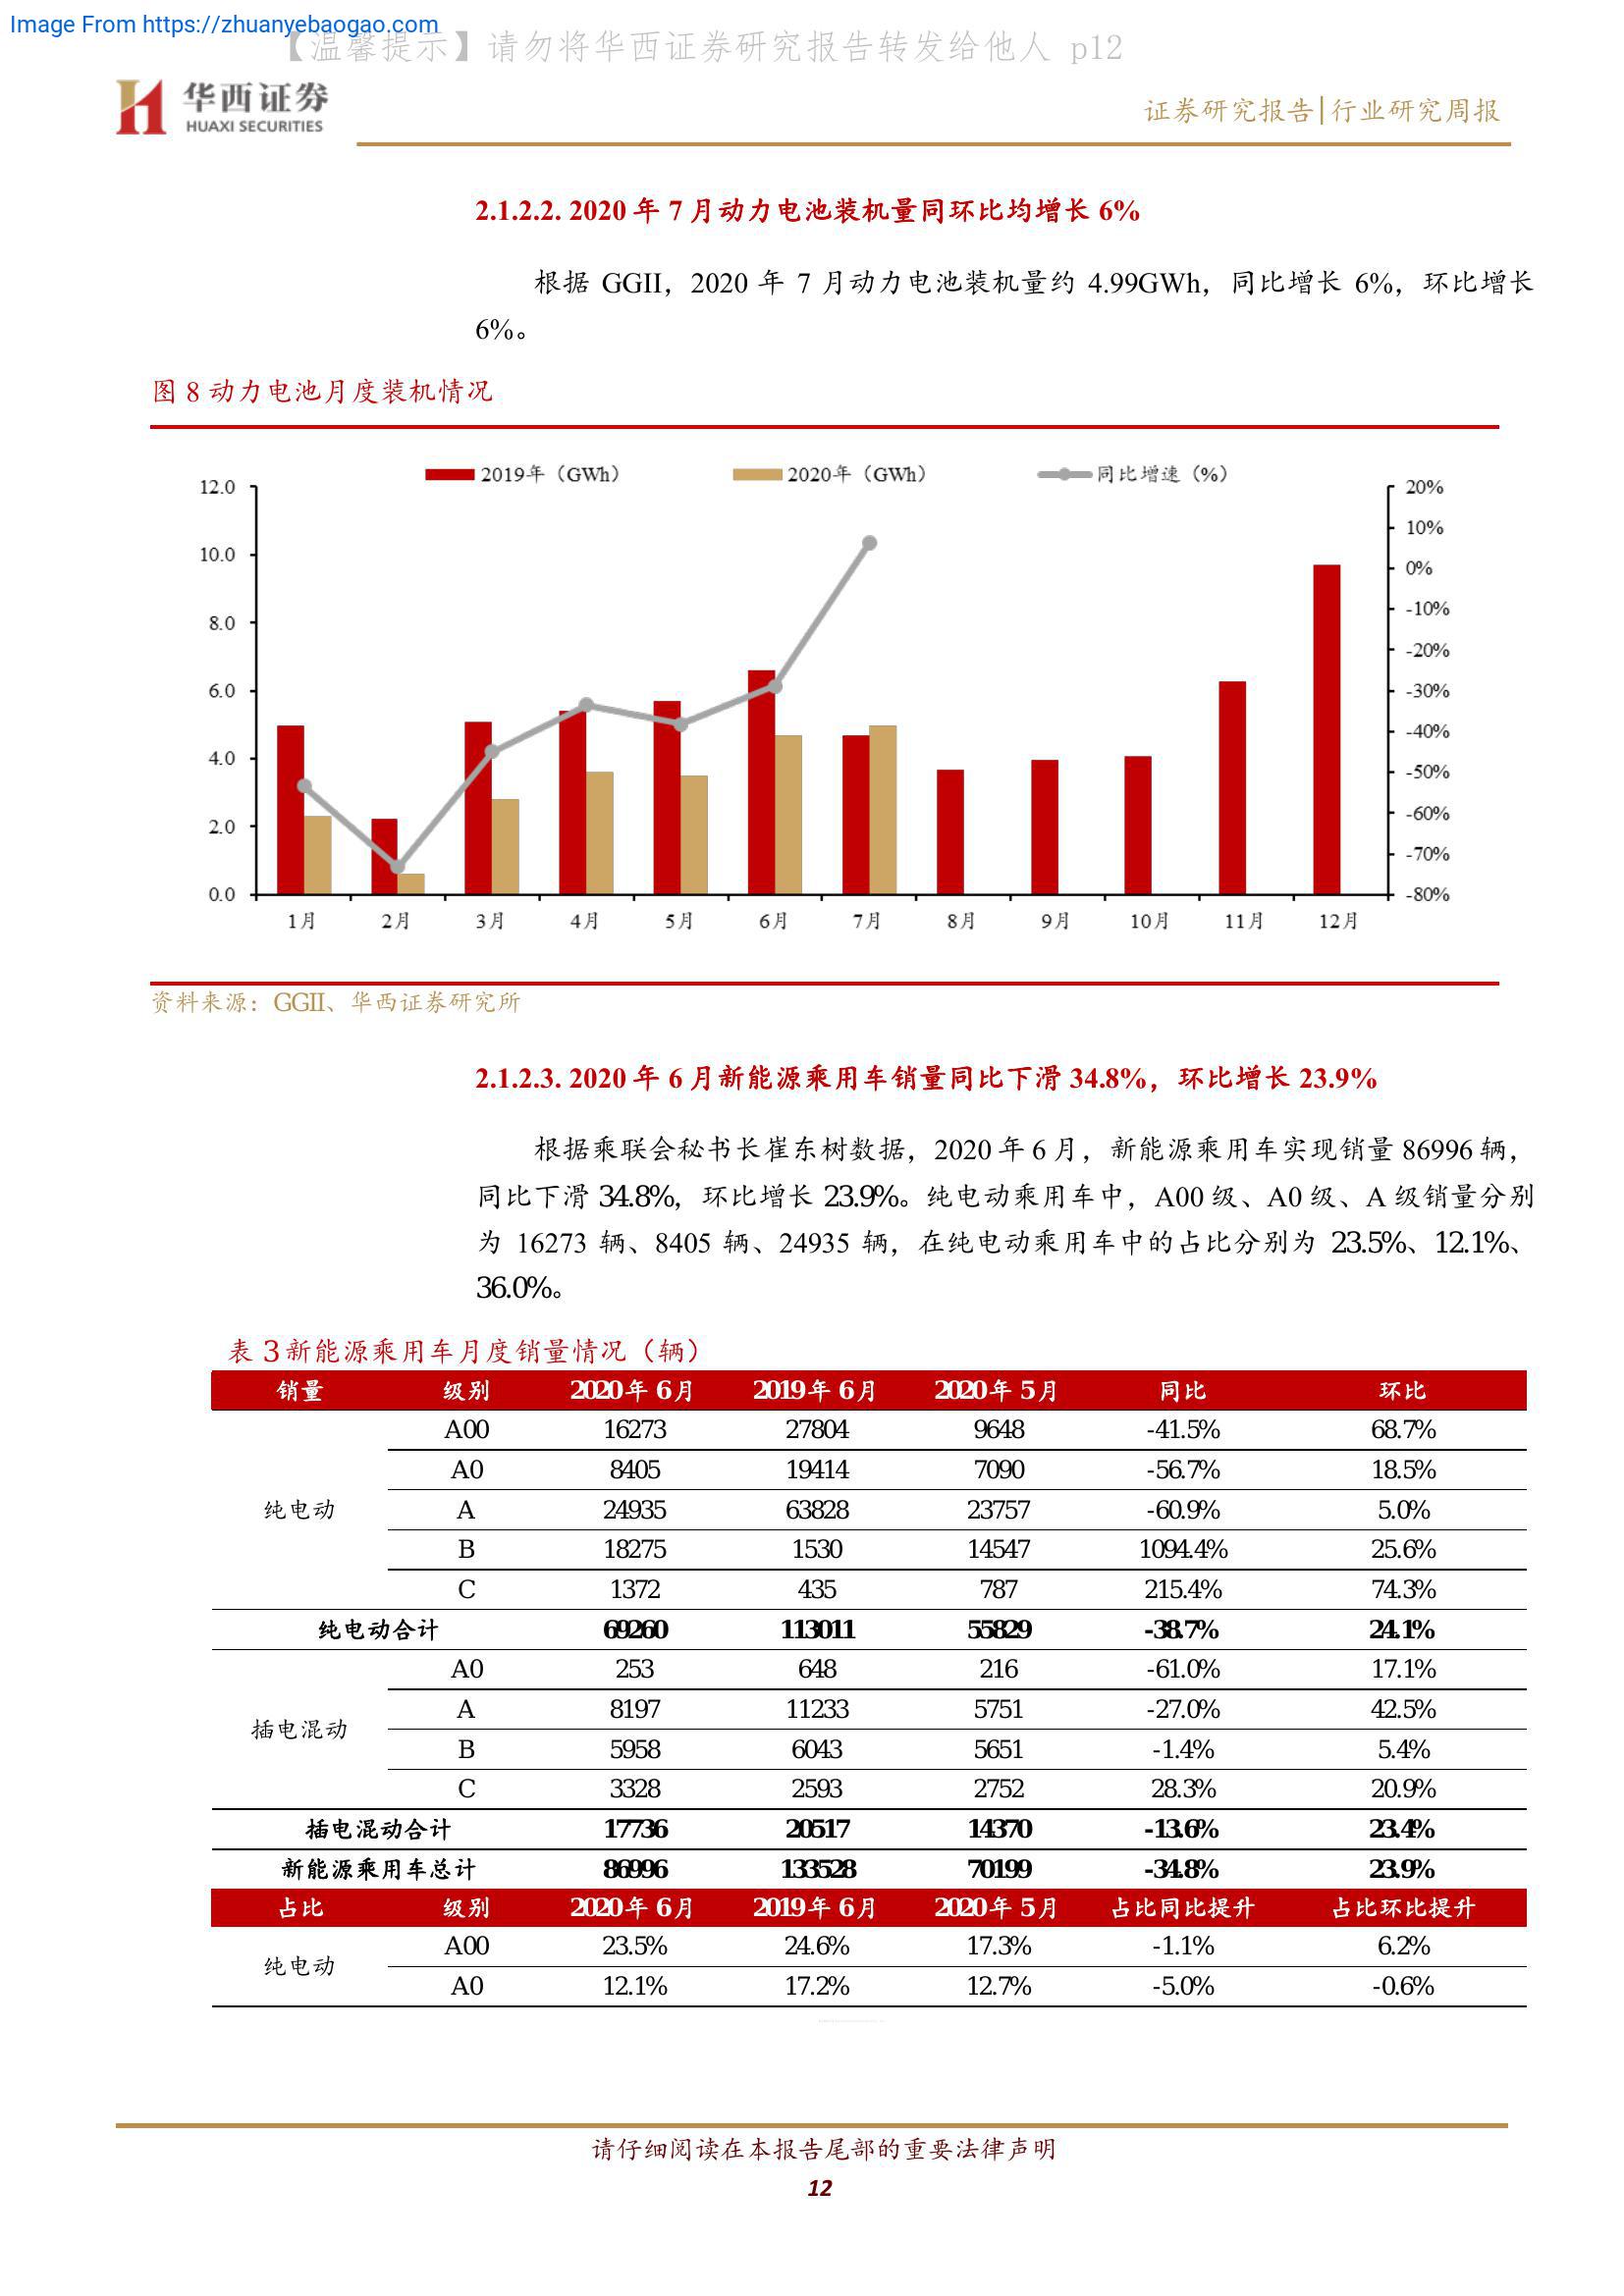 Image From https://zhuanyebaogao.com
【温馨提示】请勿将华西证券研究报告转发给他人 p12
华西证券
HUAXI SECURITIES
证券研究报告|行业研究周报
2.1.2.2. 2020 年 7 月动力电池装机量同环比均增长 6%
根据 GGII，2020 年 7 月动力电池装机量约 4.99GWh，同比增长 6%，环比增长
6%。
图 8 动力电池月度装机情况
2019年（GWh） 2020年（GWh） 同比增速（%）
12.0 20%
10%
10.0
0%
8.0 -10%
-20%
6.0 -30%
-40%
4.0
-50%
2.0 -60%
-70%
0.0 -80%
1月 2月 3月 4月 5月 6月 7月 8月 9月 10月 11月 12月
资料来源：GGII、华西证券研究所
2.1.2.3. 2020 年 6 月新能源乘用车销量同比下滑 34.8%，环比增长 23.9%
根据乘联会秘书长崔东树数据，2020 年 6 月，新能源乘用车实现销量 86996 辆，
同比下滑 34.8%，环比增长 23.9%。纯电动乘用车中，A00 级、A0 级、A 级销量分别
为 16273 辆、8405 辆、24935 辆，在纯电动乘用车中的占比分别为 23.5%、12.1%、
36.0%。
表 3 新能源乘用车月度销量情况（辆）
销量 级别 2020年 6月 2019年 6月 2020年 5月 同比 环比
A00 16273 27804 9648 -41.5% 68.7%
A0 8405 19414 7090 -56.7% 18.5%
纯电动 A 24935 63828 23757 -60.9% 5.0%
B 18275 1530 14547 1094.4% 25.6%
C 1372 435 787 215.4% 74.3%
纯电动合计 69260 113011 55829 -38.7% 24.1%
A0 253 648 216 -61.0% 17.1%
A 8197 11233 5751 -27.0% 42.5%
插电混动
B 5958 6043 5651 -1.4% 5.4%
C 3328 2593 2752 28.3% 20.9%
插电混动合计 17736 20517 14370 -13.6% 23.4%
新能源乘用车总计 86996 133528 70199 -34.8% 23.9%
占比 级别 2020年 6月 2019年 6月 2020年 5月 占比同比提升 占比环比提升
A00 23.5% 24.6% 17.3% -1.1% 6.2%
纯电动
A0 12.1% 17.2% 12.7% -5.0% -0.6%
请仔细阅读在本报告尾部的重要法律声明
12